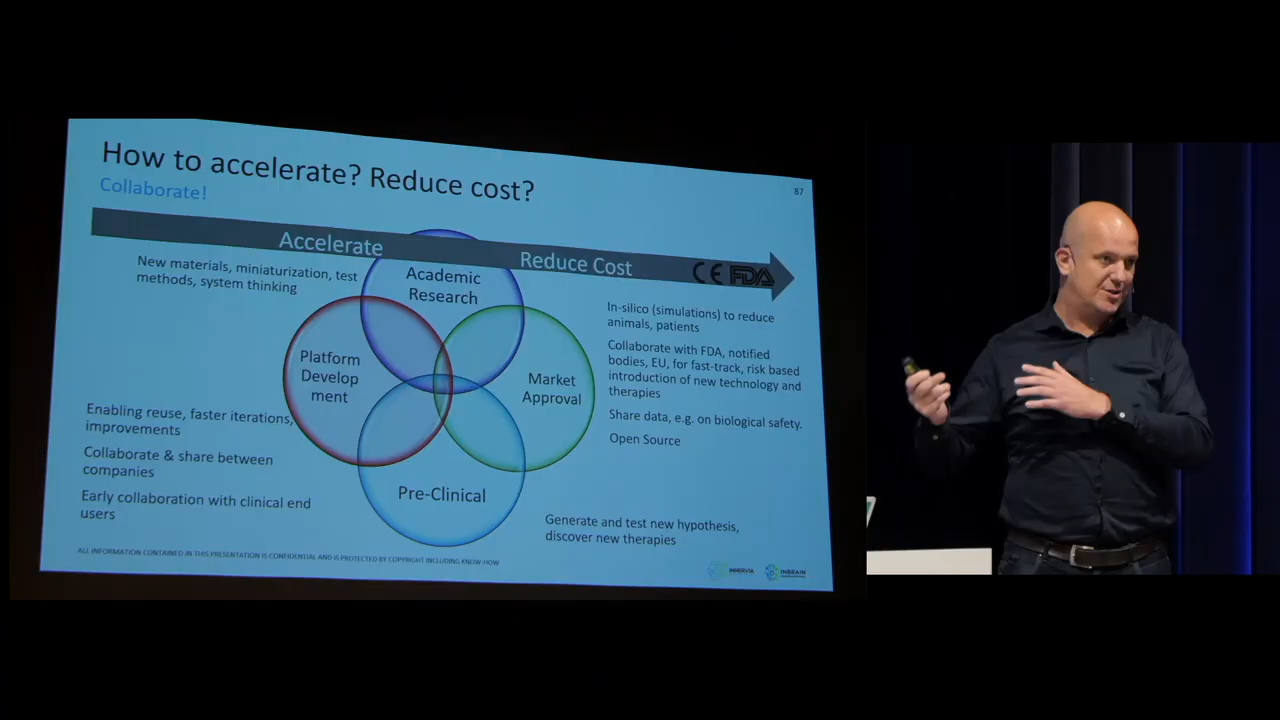 How to accelerate? Reduce cost?
87
Collaborate!
Accelerate
Reduce Cost
CE FDA
New materials, miniaturization, test
methods, system thinking
Academic
Research
In-silico (simulations) to reduce
animals, patients
Platform
Develop
ment
Market
Approval
Collaborate with FDA, notified
bodies, EU, for fast-track, risk based
introduction of new technology and
therapies
Enabling reuse, faster iterations,
improvements
Share data, e.g. on biological safety.
Open Source
Collaborate & share between
companies
Early collaboration with clinical end
users
Pre-Clinical
Generate and test new hypothesis,
discover new therapies
ALL INFORMATION CONTAINED IN THIS PRESENTATION IS CONFIDENTIAL AND IS PROTECTED BY COPYRIGHT INCLUDING KNOW-HOW
INNERVIA
INBRAIN